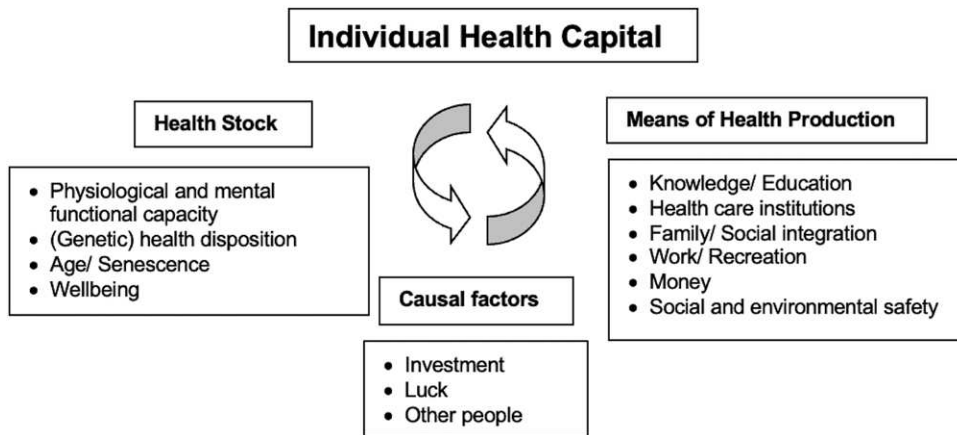 Individual Health Capital
Health Stock
• Physiological and mental
functional capacity
• (Genetic) health disposition
• Age/ Senescence
• Wellbeing
Means of Health Production
• Knowledge/ Education
• Health care institutions
• Family/ Social integration
• Work/ Recreation
• Money
• Social and environmental safety
Causal factors
• Investment
• Luck
• Other people